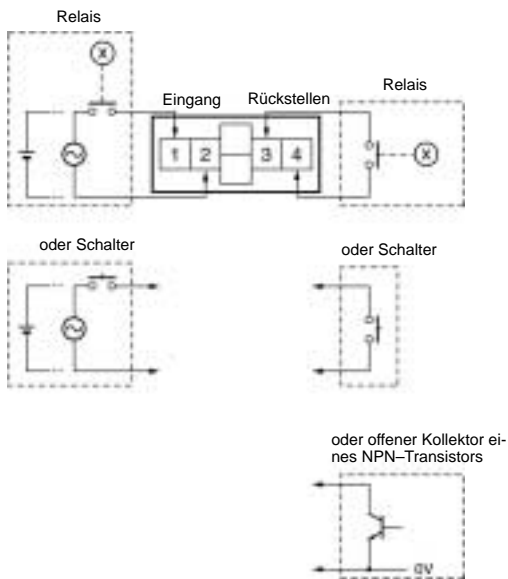 Relais
X
Eingang
Rückstellen
Relais
1 2 3 4
X
oder Schalter
oder Schalter
oder offener Kollektor ei-
nes NPN–Transistors
0V